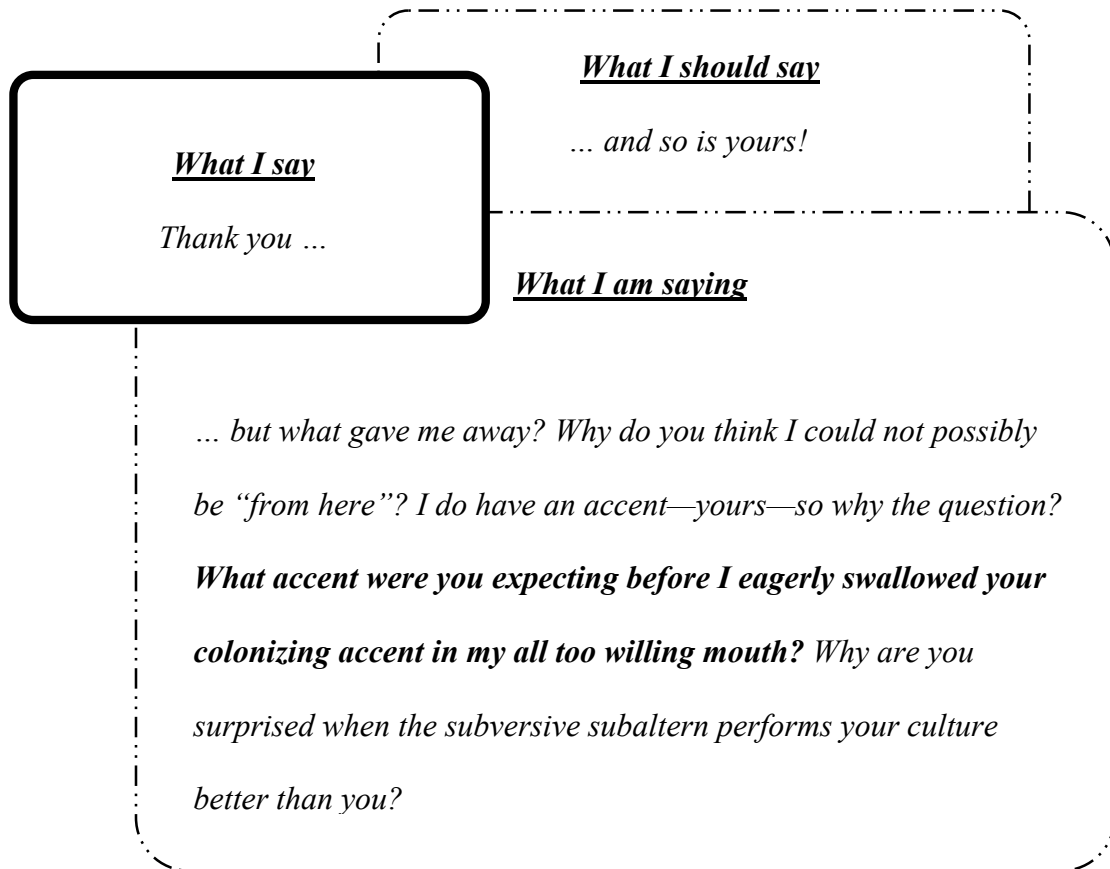 What I should say
… and so is yours!
What I say
Thank you …
What I am saying
… but what gave me away? Why do you think I could not possibly
be “from here”? I do have an accent—yours—so why the question?
What accent were you expecting before I eagerly swallowed your
colonizing accent in my all too willing mouth? Why are you
surprised when the subversive subaltern performs your culture
better than you?